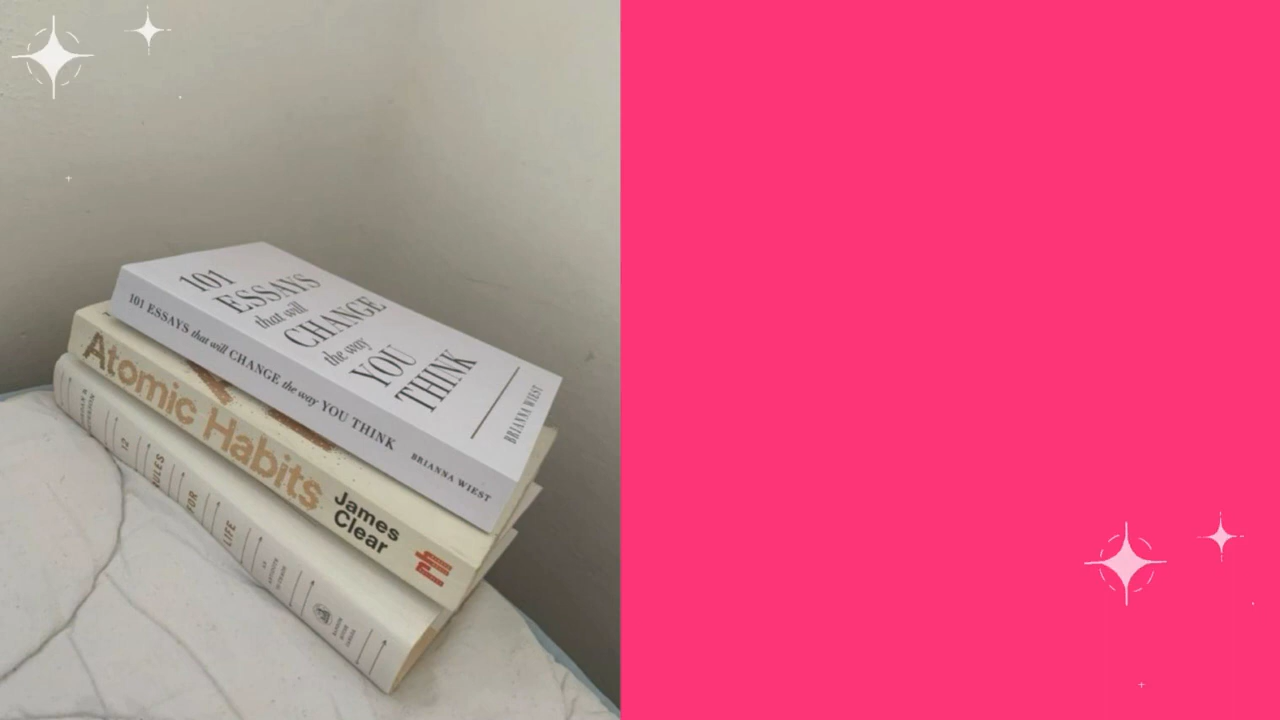 101
ESSAYS
that will
CHANGE
the way
YOU
THINK
BRIANNA WIEST
101 ESSAYS that will CHANGE the way YOU THINK BRIANNA WIEST
Atomic Habits
James
Clear
12
RULES
FOR
LIFE